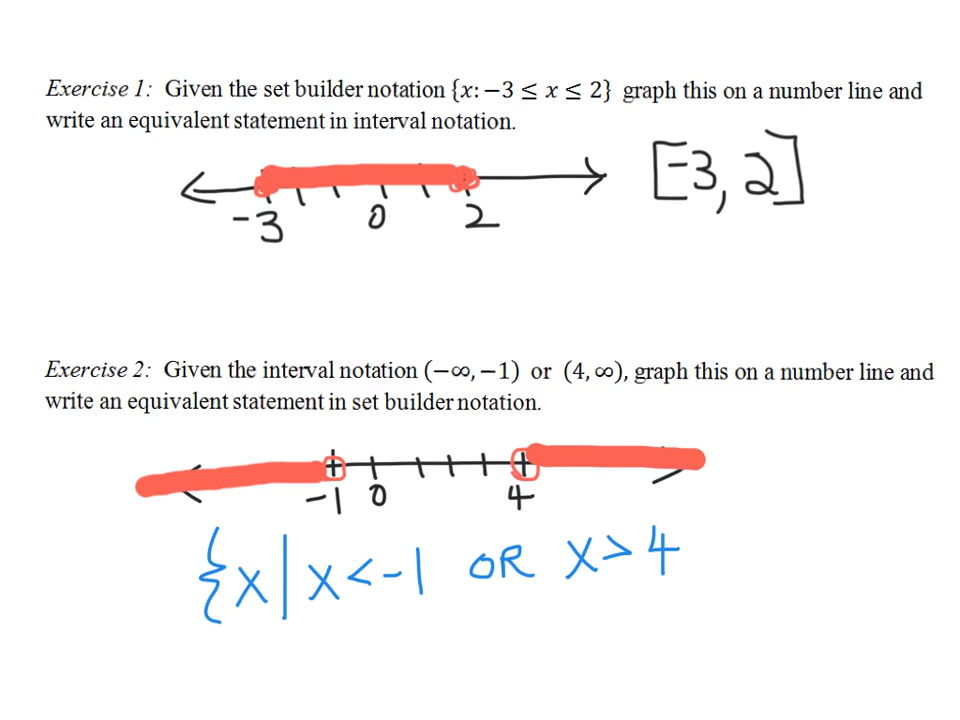 Exercise 1: Given the set builder notation {x: −3 ≤ x ≤ 2} graph this on a number line and
write an equivalent statement in interval notation.
[-3, 2]
-3 0 2
Exercise 2: Given the interval notation (−∞, −1) or (4, ∞), graph this on a number line and
write an equivalent statement in set builder notation.
-1 0 4
{x|x<-1 OR x>4